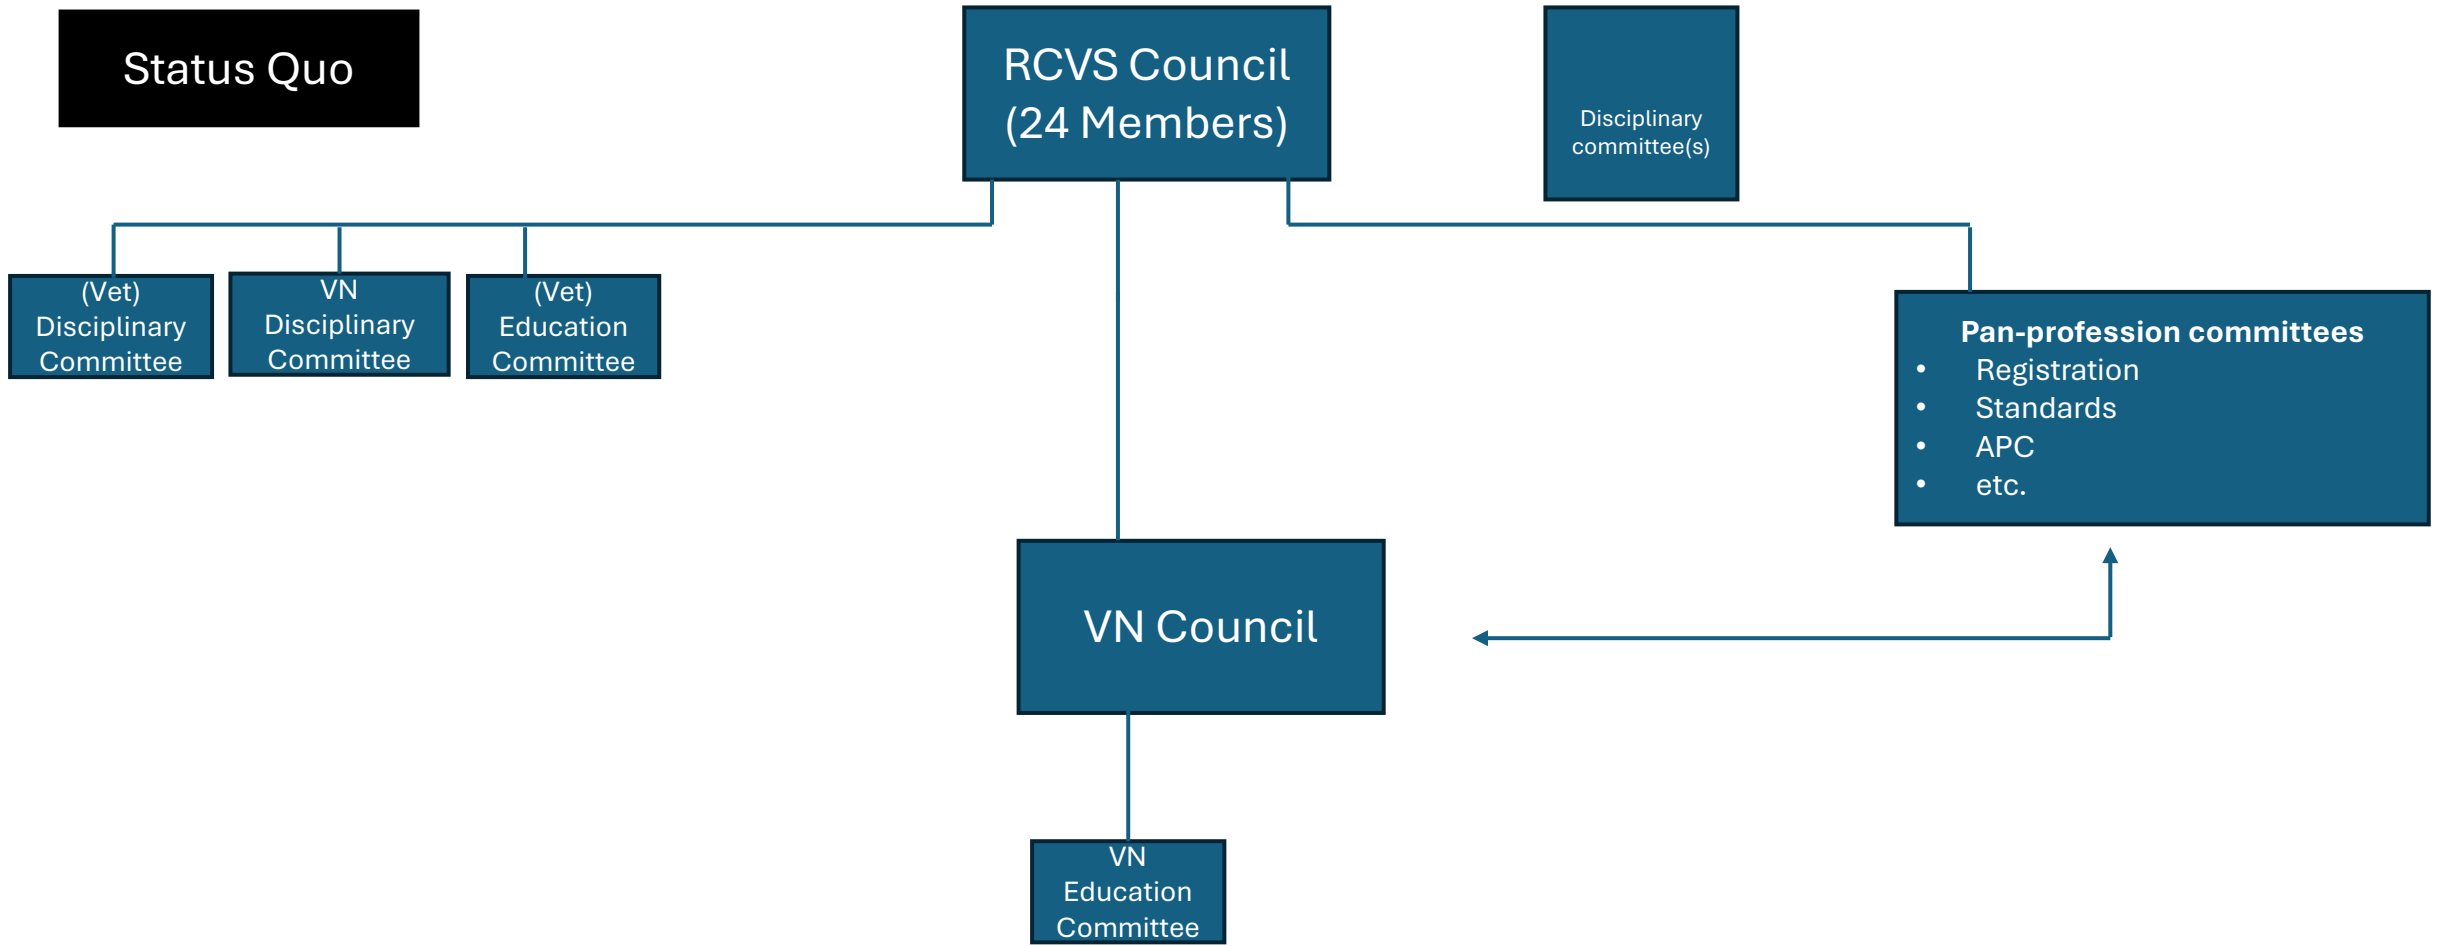 Status Quo
RCVS Council
(24 Members)
Disciplinary
committee(s)
(Vet)
Disciplinary
Committee
VN
Disciplinary
Committee
(Vet)
Education
Committee
Pan-profession committees
• Registration
• Standards
• APC
• etc.
VN Council
VN
Education
Committee